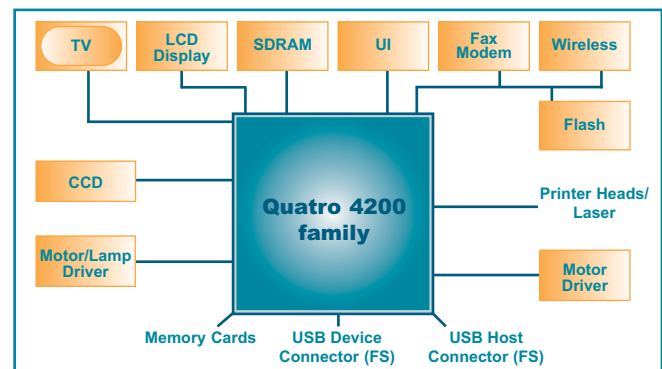 TV
LCD
Display
SDRAM
UI
Fax
Modem
Wireless
Flash
CCD
Quatro 4200
family
Printer Heads/
Laser
Motor/Lamp
Driver
Motor
Driver
Memory Cards
USB Device
Connector (FS)
USB Host
Connector (FS)